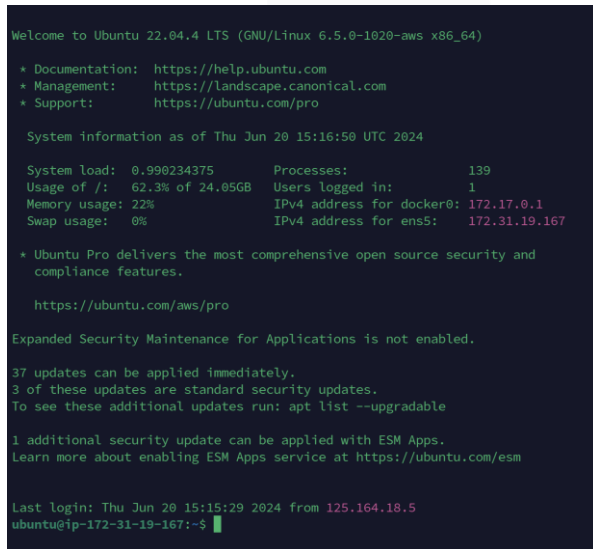 Welcome to Ubuntu 22.04.4 LTS (GNU/Linux 6.5.0-1020-aws x86_64)
* Documentation: https://help.ubuntu.com
* Management: https://landscape.canonical.com
* Support: https://ubuntu.com/pro
System information as of Thu Jun 20 15:16:50 UTC 2024
System load: 0.990234375 Processes: 139
Usage of /: 62.3% of 24.05GB Users logged in: 1
Memory usage: 22% IPv4 address for docker0: 172.17.0.1
Swap usage: 0% IPv4 address for ens5: 172.31.19.167
* Ubuntu Pro delivers the most comprehensive open source security and
compliance features.
https://ubuntu.com/aws/pro
Expanded Security Maintenance for Applications is not enabled.
37 updates can be applied immediately.
3 of these updates are standard security updates.
To see these additional updates run: apt list --upgradable
1 additional security update can be applied with ESM Apps.
Learn more about enabling ESM Apps service at https://ubuntu.com/esm
Last login: Thu Jun 20 15:15:29 2024 from 125.164.18.5
ubuntu@ip-172-31-19-167:~$